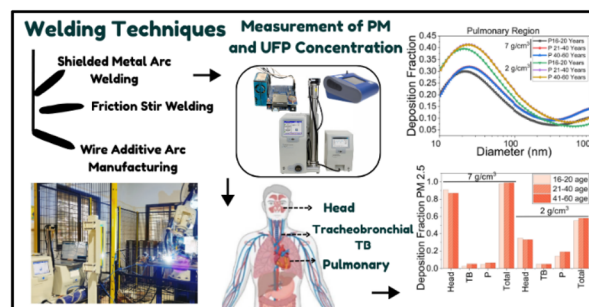 Welding Techniques
Shielded Metal Arc
Welding
Friction Stir Welding
Wire Additive Arc
Manufacturing
Measurement of PM
and UFP Concentration
Head
Tracheobronchial
TB
Pulmonary
Pulmonary Region
Deposition Fraction
0.45
0.40
0.35
0.30
0.25
0.20
0.15
0.10
0.05
10
100
1000
Diameter (nm)
7 g/cm³
P16-20 Years
P 21-40 Years
P 40-60 Years
2 g/cm³
P16-20 Years
P 21-40 Years
P 40-60 Years
Deposition Fraction PM 2.5
1.0
0.8
0.6
0.4
0.2
0.0
7 g/cm³
2 g/cm³
16-20 age
21-40 age
41-60 age
Head
TB
P
Total
Head
TB
P
Total